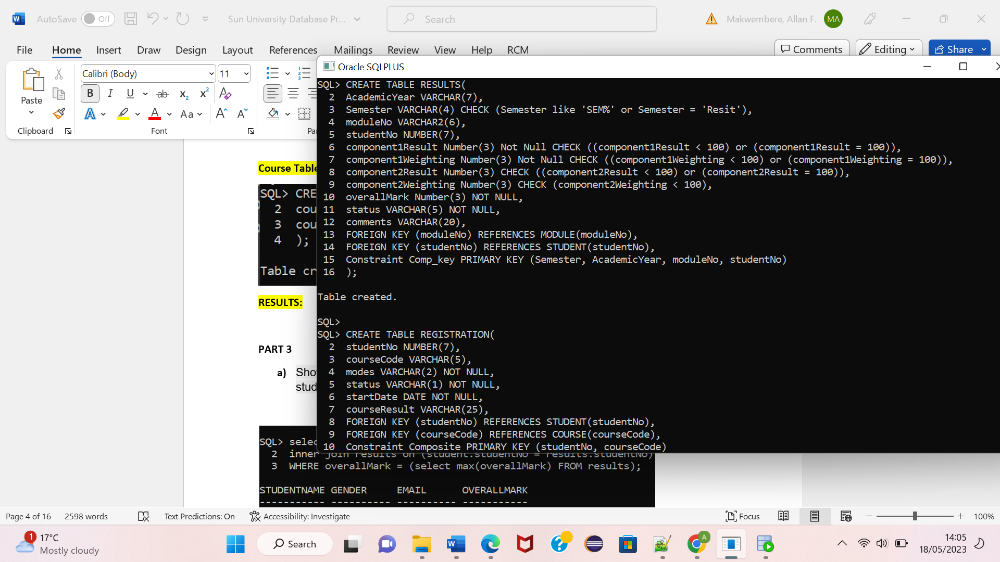 AutoSave Off Sun University Database Pr... Search Makwembere, Allan F. MA
File Home Insert Draw Design Layout References Mailings Review View Help RCM Comments Editing Share
Calibri (Body) 11
Paste
Clipboard Font
Oracle SQLPLUS
SQL> CREATE TABLE RESULTS(
2 AcademicYear VARCHAR(7),
3 Semester VARCHAR(4) CHECK (Semester like 'SEM%' or Semester = 'Resit'),
4 moduleNo VARCHAR2(6),
5 studentNo NUMBER(7),
6 component1Result Number(3) Not Null CHECK ((component1Result < 100) or (component1Result = 100)),
7 component1Weighting Number(3) Not Null CHECK ((component1Weighting < 100) or (component1Weighting = 100)),
8 component2Result Number(3) CHECK ((component2Result < 100) or (component2Result = 100)),
9 component2Weighting Number(3) CHECK (component2Weighting < 100),
10 overallMark Number(3) NOT NULL,
11 status VARCHAR(5) NOT NULL,
12 comments VARCHAR(20),
13 FOREIGN KEY (moduleNo) REFERENCES MODULE(moduleNo),
14 FOREIGN KEY (studentNo) REFERENCES STUDENT(studentNo),
15 Constraint Comp_key PRIMARY KEY (Semester, AcademicYear, moduleNo, studentNo)
16 );
Table created.
SQL>
SQL> CREATE TABLE REGISTRATION(
2 studentNo NUMBER(7),
3 courseCode VARCHAR(5),
4 modes VARCHAR(2) NOT NULL,
5 status VARCHAR(1) NOT NULL,
6 startDate DATE NOT NULL,
7 courseResult VARCHAR(25),
8 FOREIGN KEY (studentNo) REFERENCES STUDENT(studentNo),
9 FOREIGN KEY (courseCode) REFERENCES COURSE(courseCode),
10 Constraint Composite PRIMARY KEY (studentNo, courseCode)
Course Table
SQL> CRE
2 cou
3 cou
4 );
Table cr
RESULTS:
PART 3
a) Sho
stud
SQL> selec
2 inner join results on (student.studentNo = results.studentNo)
3 WHERE overallMark = (select max(overallMark) FROM results);
STUDENTNAME GENDER EMAIL OVERALLMARK
----------- ---------- ---------- -----------
Page 4 of 16 2598 words Text Predictions: On Accessibility: Investigate Focus 100%
1 17°C
Mostly cloudy
Search
A
14:05
18/05/2023